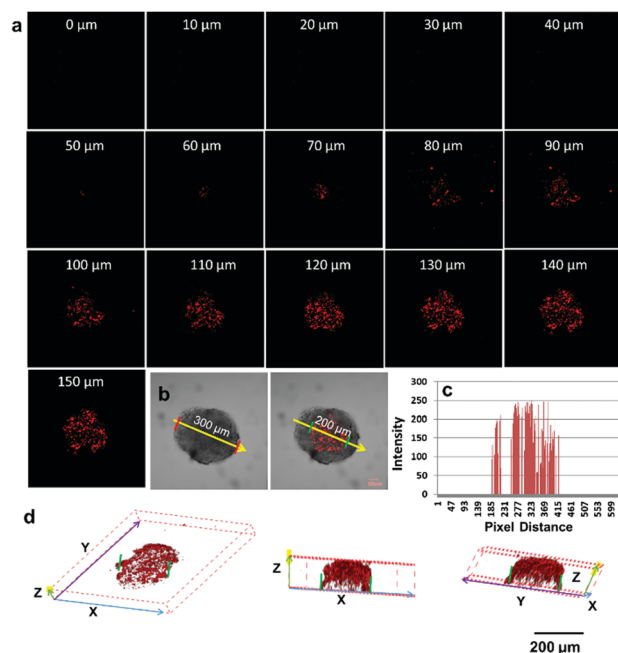 a
0 μm 10 μm 20 μm 30 μm 40 μm
50 μm 60 μm 70 μm 80 μm 90 μm
100 μm 110 μm 120 μm 130 μm 140 μm
150 μm
b
300 μm
200 μm
c
Intensity
300
250
200
150
100
50
0
1 47 93 139 185 231 277 323 369 415 461 507 553 599
Pixel Distance
d
Y
Z
X
X
Z
Y
X
200 μm